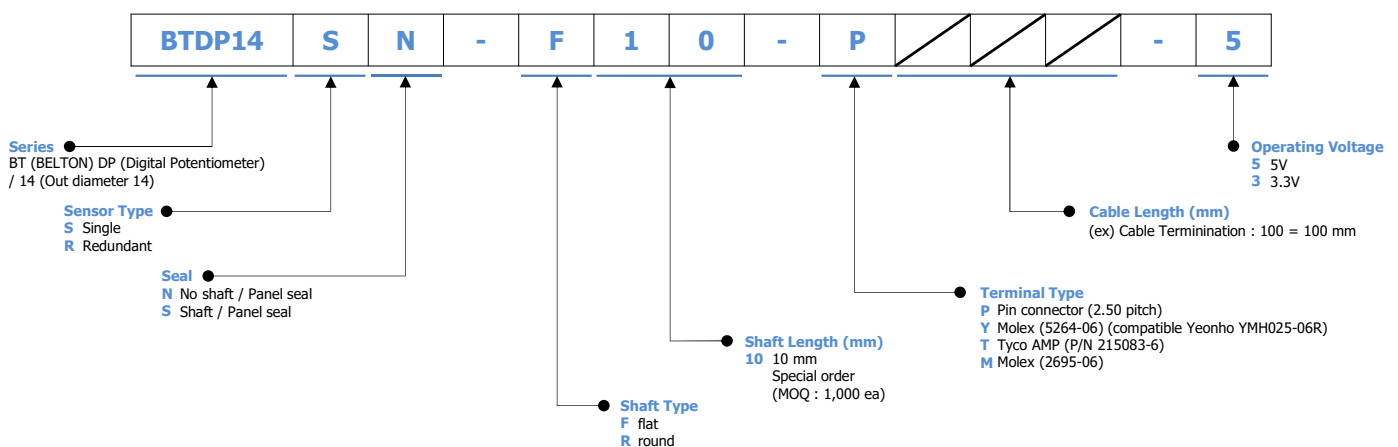 BTDP14 S N - F 1 0 - P - 5
Series
BT (BELTON) DP (Digital Potentiometer)
/ 14 (Out diameter 14)
Sensor Type
S Single
R Redundant
Seal
N No shaft / Panel seal
S Shaft / Panel seal
Shaft Type
F flat
R round
Shaft Length (mm)
10 10 mm
Special order
(MOQ : 1,000 ea)
Terminal Type
P Pin connector (2.50 pitch)
Y Molex (5264-06) (compatible Yeonho YMH025-06R)
T Tyco AMP (P/N 215083-6)
M Molex (2695-06)
Cable Length (mm)
(ex) Cable Terminination : 100 = 100 mm
Operating Voltage
5 5V
3 3.3V